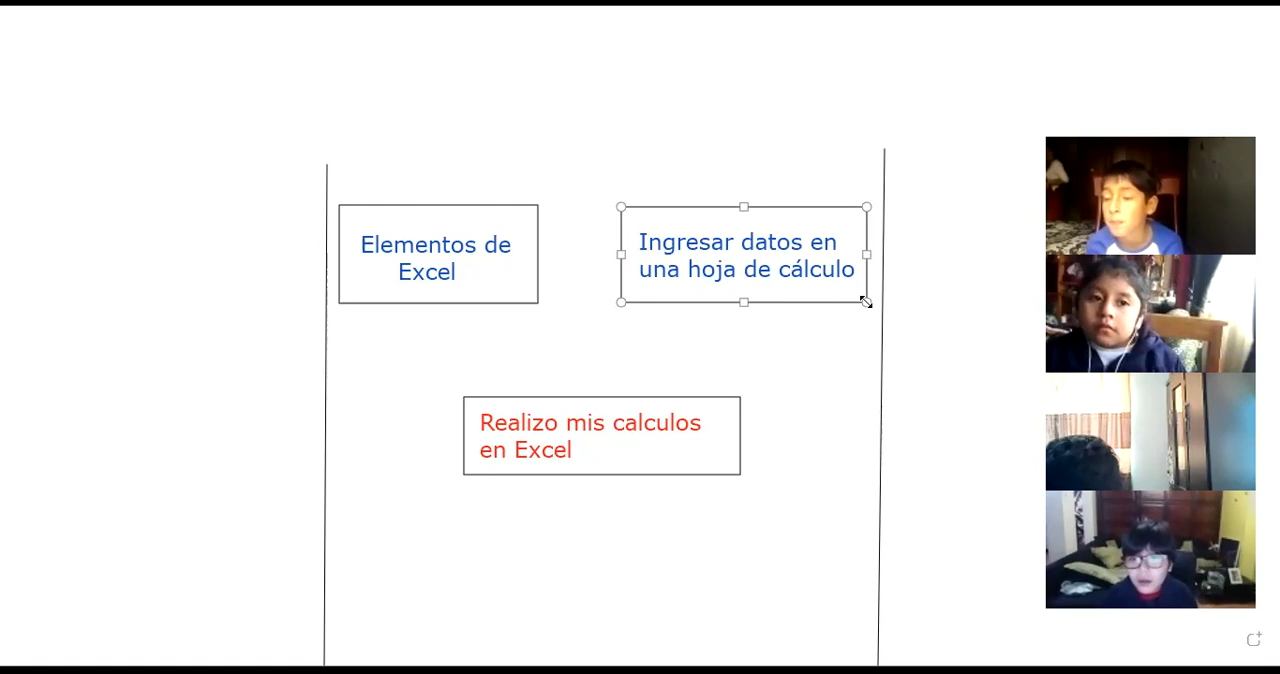 Elementos de
Excel
Ingresar datos en
una hoja de cálculo
Realizo mis calculos
en Excel